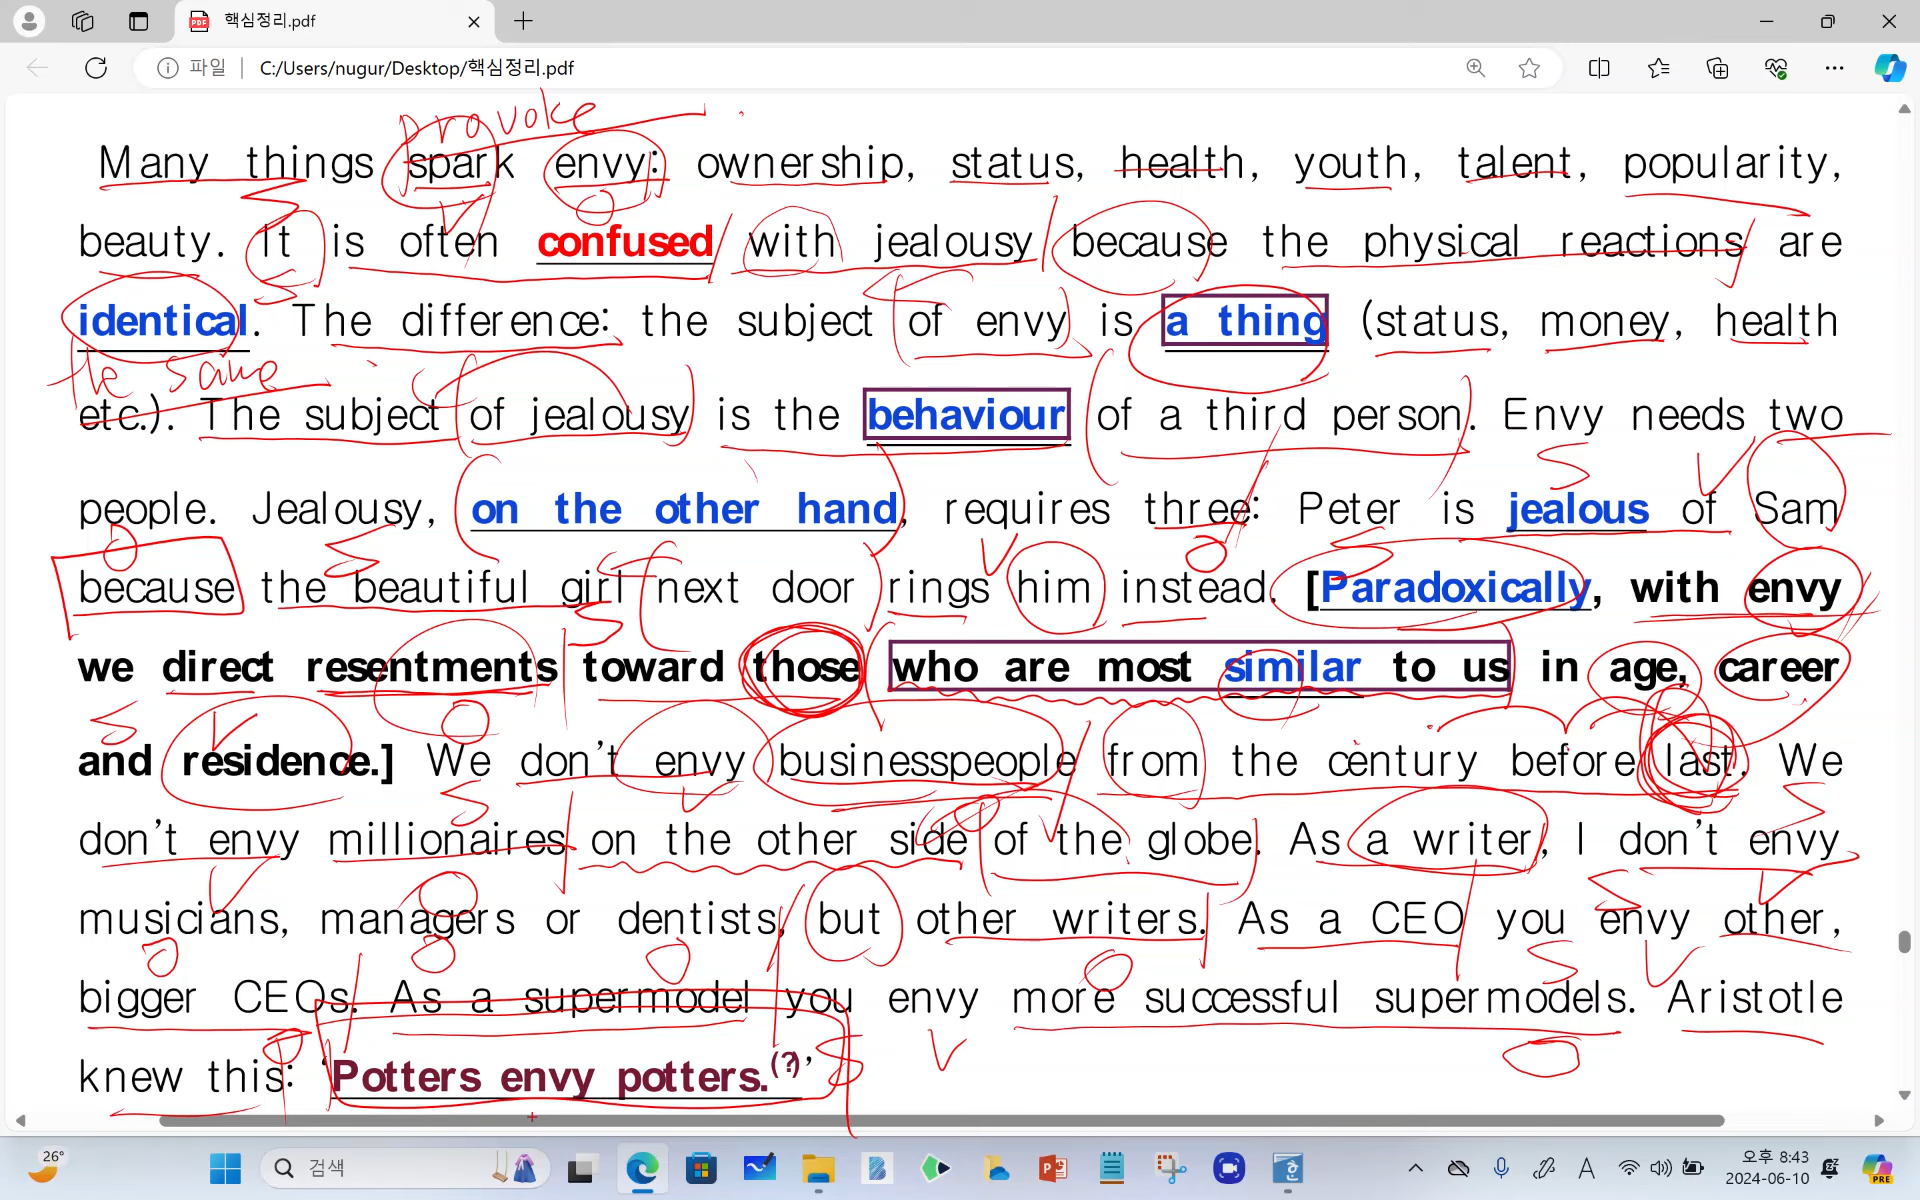 핵심정리.pdf
파일 | C:/Users/nugur/Desktop/핵심정리.pdf
provoke
Many things spark envy: ownership, status, health, youth, talent, popularity,
beauty. It is often confused with jealousy because the physical reactions are
identical. The difference: the subject of envy is a thing (status, money, health
the same
etc.). The subject of jealousy is the behaviour of a third person. Envy needs two
people. Jealousy, on the other hand, requires three: Peter is jealous of Sam
because the beautiful girl next door rings him instead. [Paradoxically, with envy
we direct resentments toward those who are most similar to us in age, career
and residence.] We don't envy businesspeople from the century before last. We
don't envy millionaires on the other side of the globe. As a writer, I don't envy
musicians, managers or dentists, but other writers. As a CEO you envy other,
bigger CEOs. As a supermodel you envy more successful supermodels. Aristotle
knew this: 'Potters envy potters.(?)'
26°
검색
오후 8:43
2024-06-10
PRE